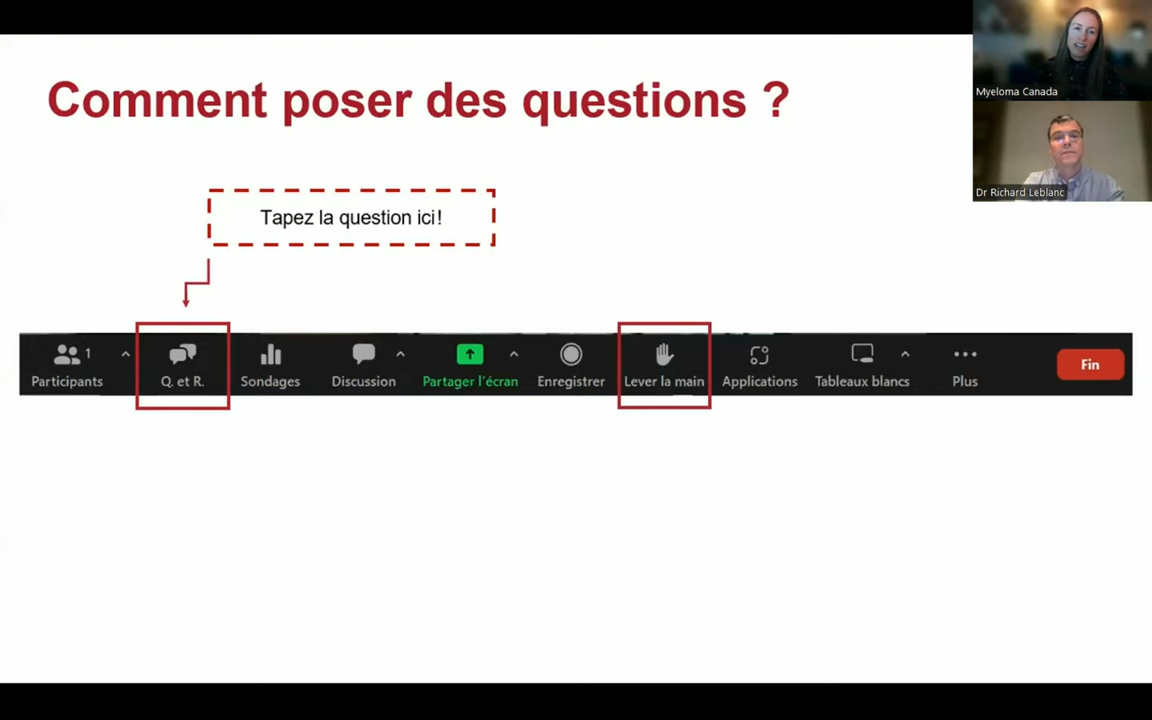 Comment poser des questions ?
Myeloma Canada
Dr Richard Leblanc
Tapez la question ici!
1
Participants
Q. et R.
Sondages
Discussion
Partager l'écran
Enregistrer
Lever la main
Applications
Tableaux blancs
Plus
Fin